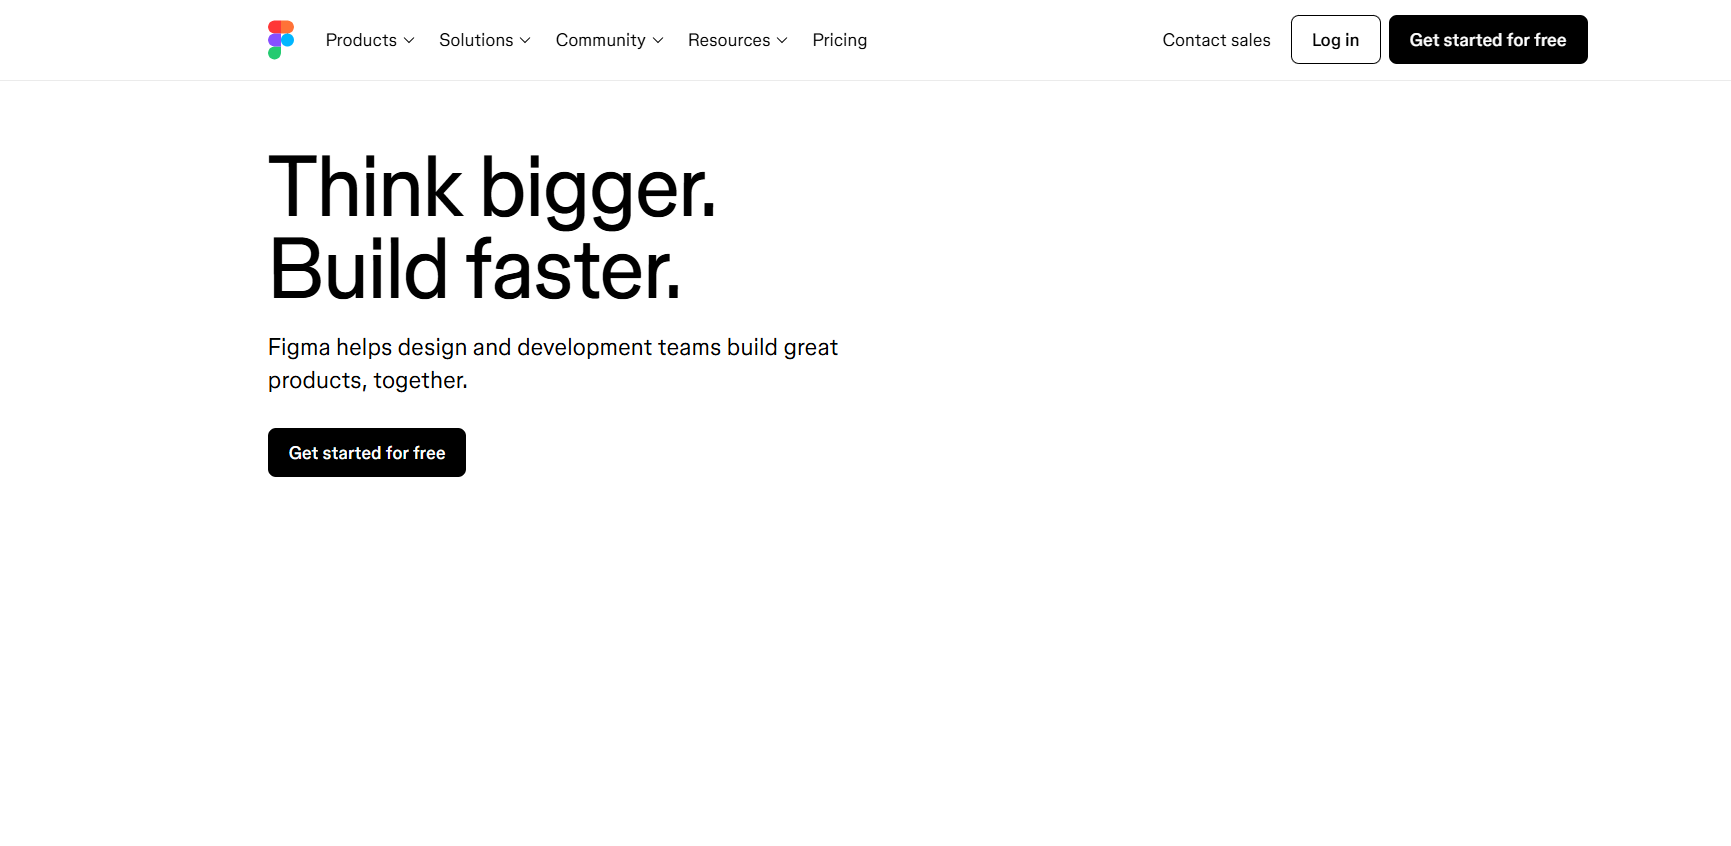 Products Solutions Community Resources Pricing Contact sales Log in Get started for free
Think bigger.
Build faster.
Figma helps design and development teams build great
products, together.
Get started for free